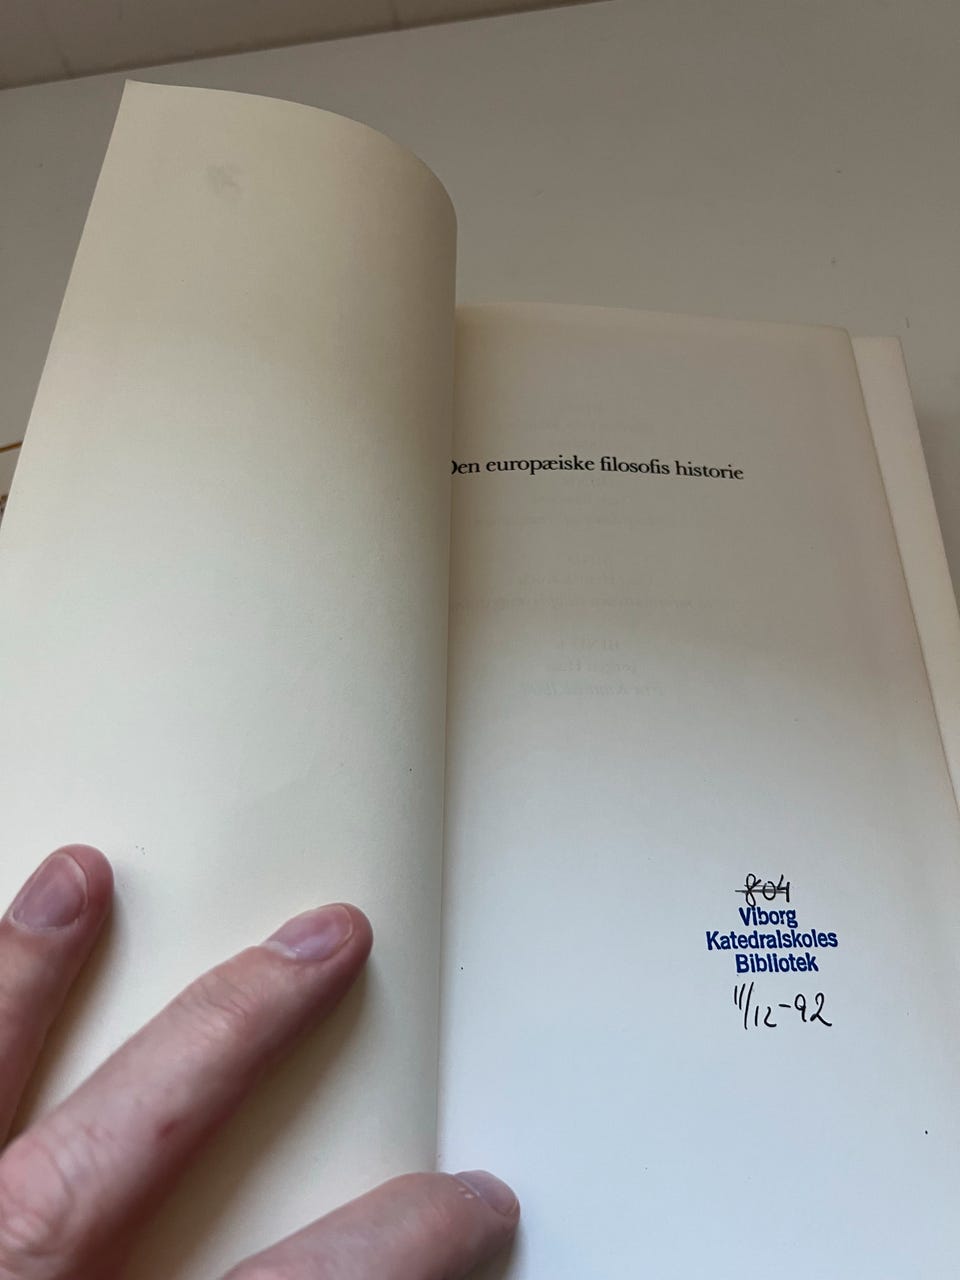 Den europæiske filosofis historie
804
Viborg
Katedralskoles
Bibliotek
11/12-92